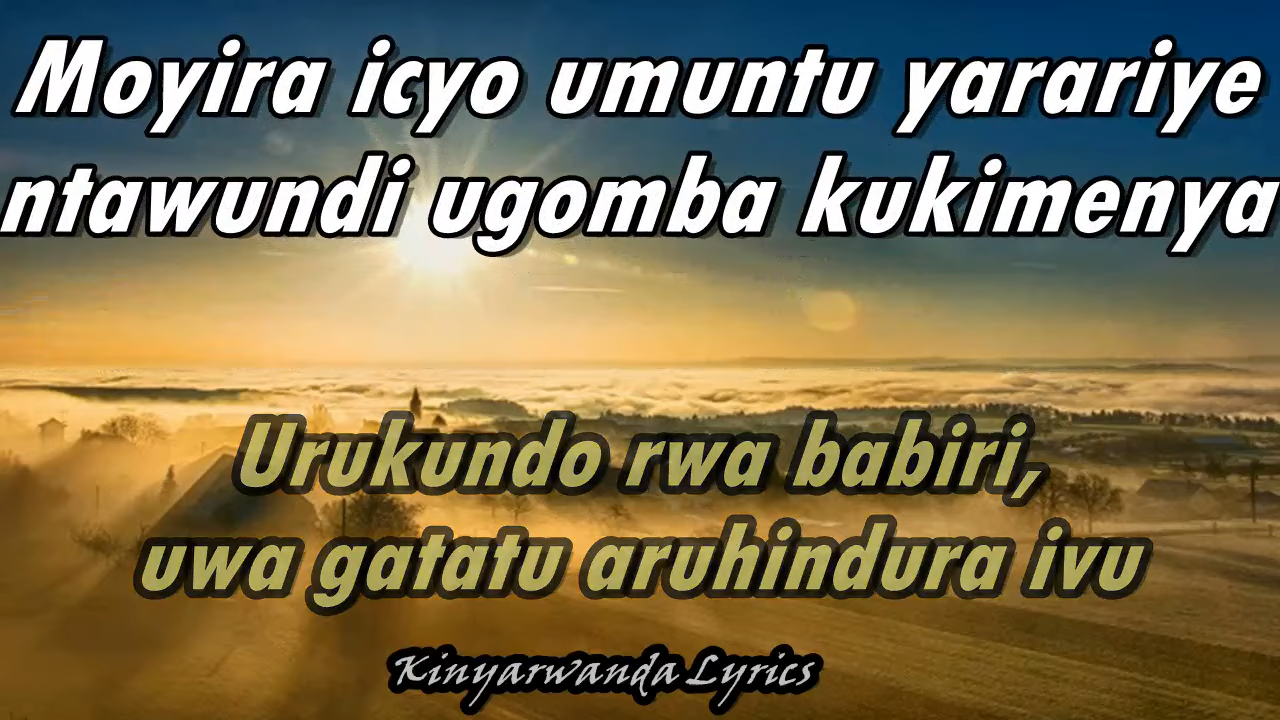 Moyira icyo umuntu yarariye
ntawundi ugomba kukimenya
Urukundo rwa babiri,
uwa gatatu aruhindura ivu
Kinyarwanda Lyrics